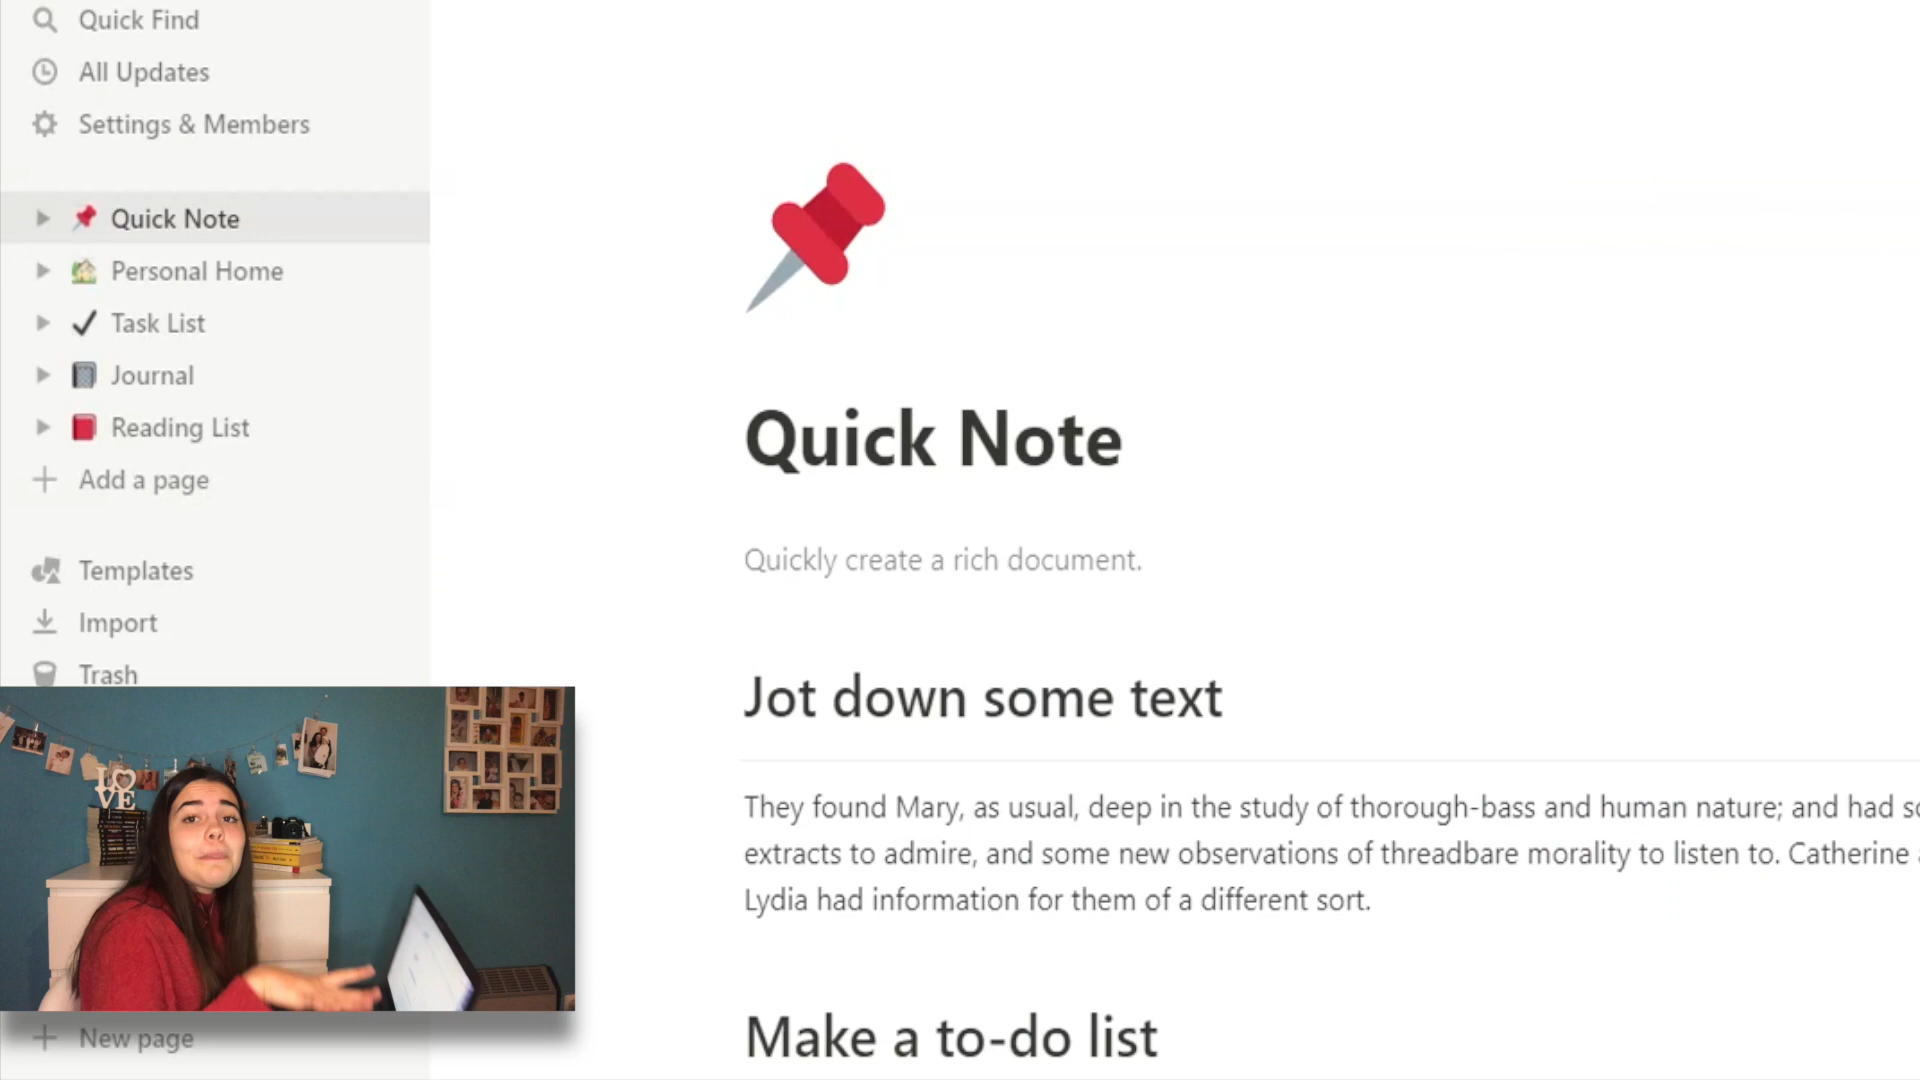 Quick Find
All Updates
Settings & Members
Quick Note
Personal Home
Task List
Journal
Reading List
Add a page
Templates
Import
Trash
New page
Quick Note
Quickly create a rich document.
Jot down some text
They found Mary, as usual, deep in the study of thorough-bass and human nature; and had
extracts to admire, and some new observations of threadbare morality to listen to. Catherine
Lydia had information for them of a different sort.
Make a to-do list
LOVE